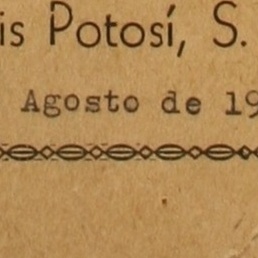 is Potosí, S.
Agosto de 19